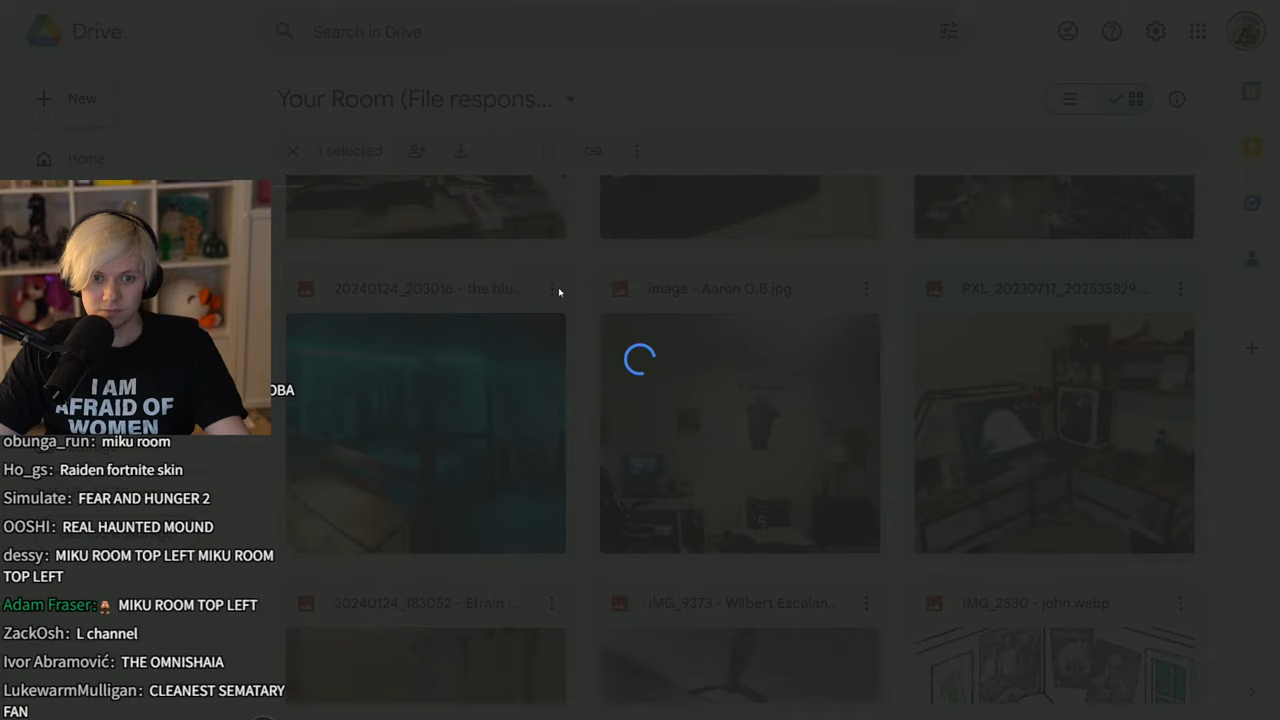 Drive
Search in Drive
New
Your Room (File respons...
Home
1 selected
20240124_203016 - the blu...
image - Aaron O.B.jpg
PXL_20230717_202535829...
I AM
AFRAID OF
WOMEN
OBA
obunga_run: miku room
Ho_gs: Raiden fortnite skin
Simulate: FEAR AND HUNGER 2
OOSHI: REAL HAUNTED MOUND
dessy: MIKU ROOM TOP LEFT MIKU ROOM
TOP LEFT
Adam Fraser: MIKU ROOM TOP LEFT
ZackOsh: L channel
Ivor Abramović: THE OMNISHAIA
LukewarmMulligan: CLEANEST SEMATARY
FAN
20240124_183052 - Efrain ...
IMG_9373 - Wilbert Escalan...
IMG_2530 - john.webp